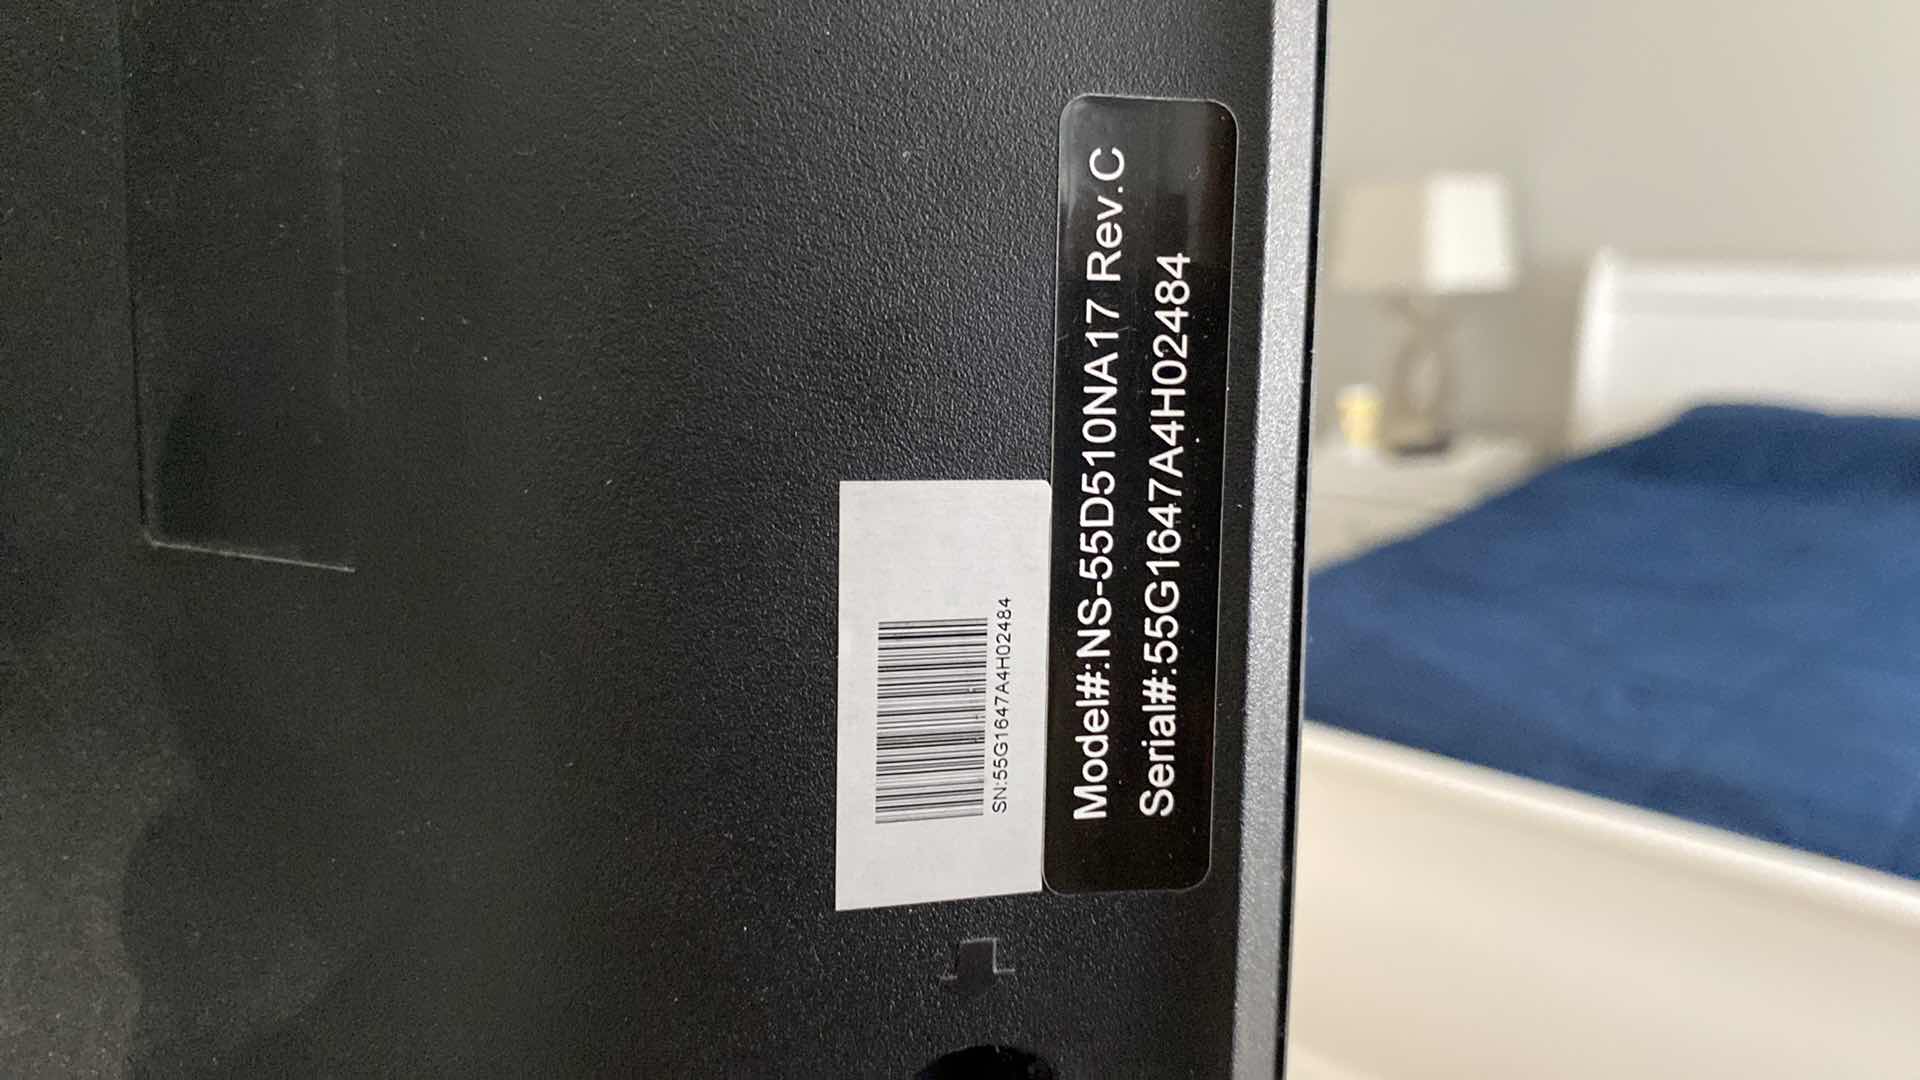 SN:55G1647A4H02484
Model#:NS-55D510NA17 Rev.C
Serial#:55G1647A4H02484